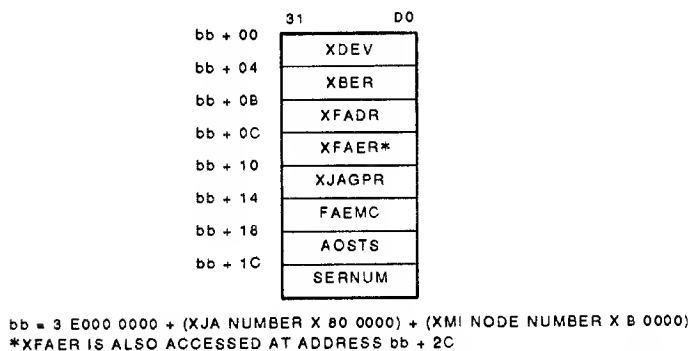 31 D0
bb + 00
XDEV
bb + 04
XBER
bb + 0B
XFADR
bb + 0C
XFAER*
bb + 10
XJAGPR
bb + 14
FAEMC
bb + 18
AOSTS
bb + 1C
SERNUM
bb = 3 E000 0000 + (XJA NUMBER X 80 0000) + (XMI NODE NUMBER X B 0000)
*XFAER IS ALSO ACCESSED AT ADDRESS bb + 2C